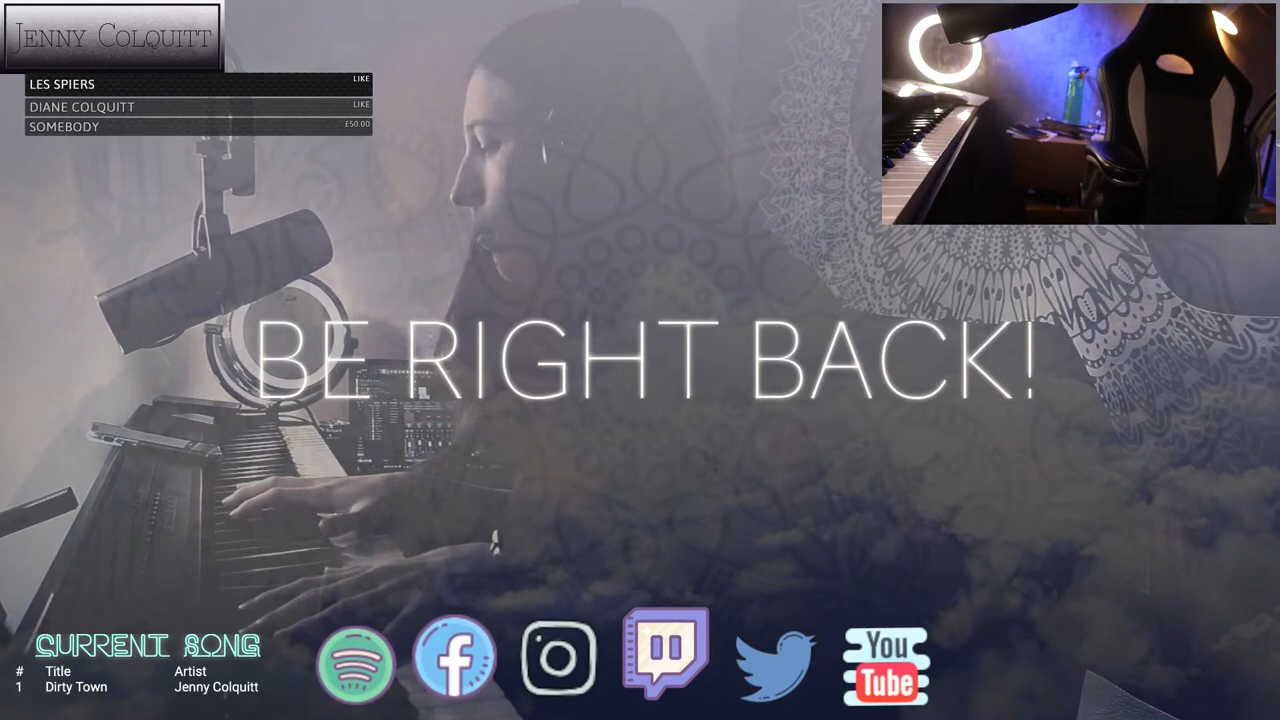 JENNY COLQUITT
LES SPIERS LIKE
DIANE COLQUITT LIKE
SOMEBODY £50.00
BE RIGHT BACK!
CURRENT SONG
# Title Artist
1 Dirty Town Jenny Colquitt
You
Tube